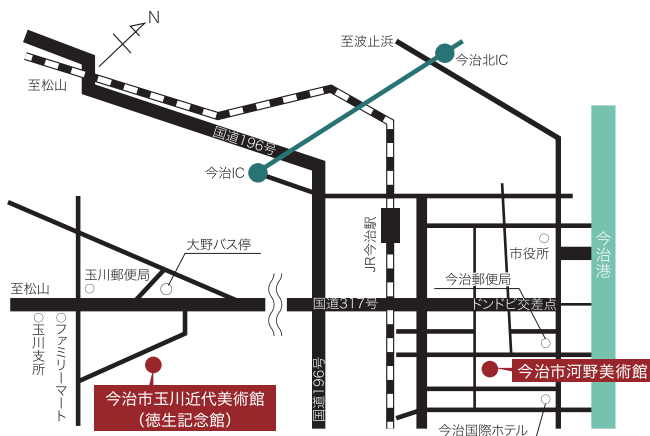 N
至波止浜
今治北IC
至松山
国道196号
今治IC
JR今治駅
今治港
大野バス停
市役所
玉川郵便局
今治郵便局
至松山
国道317号
ドンドビ交差点
玉川支所
ファミリーマート
国道196号
今治市河野美術館
今治市玉川近代美術館
(徳生記念館)
今治国際ホテル